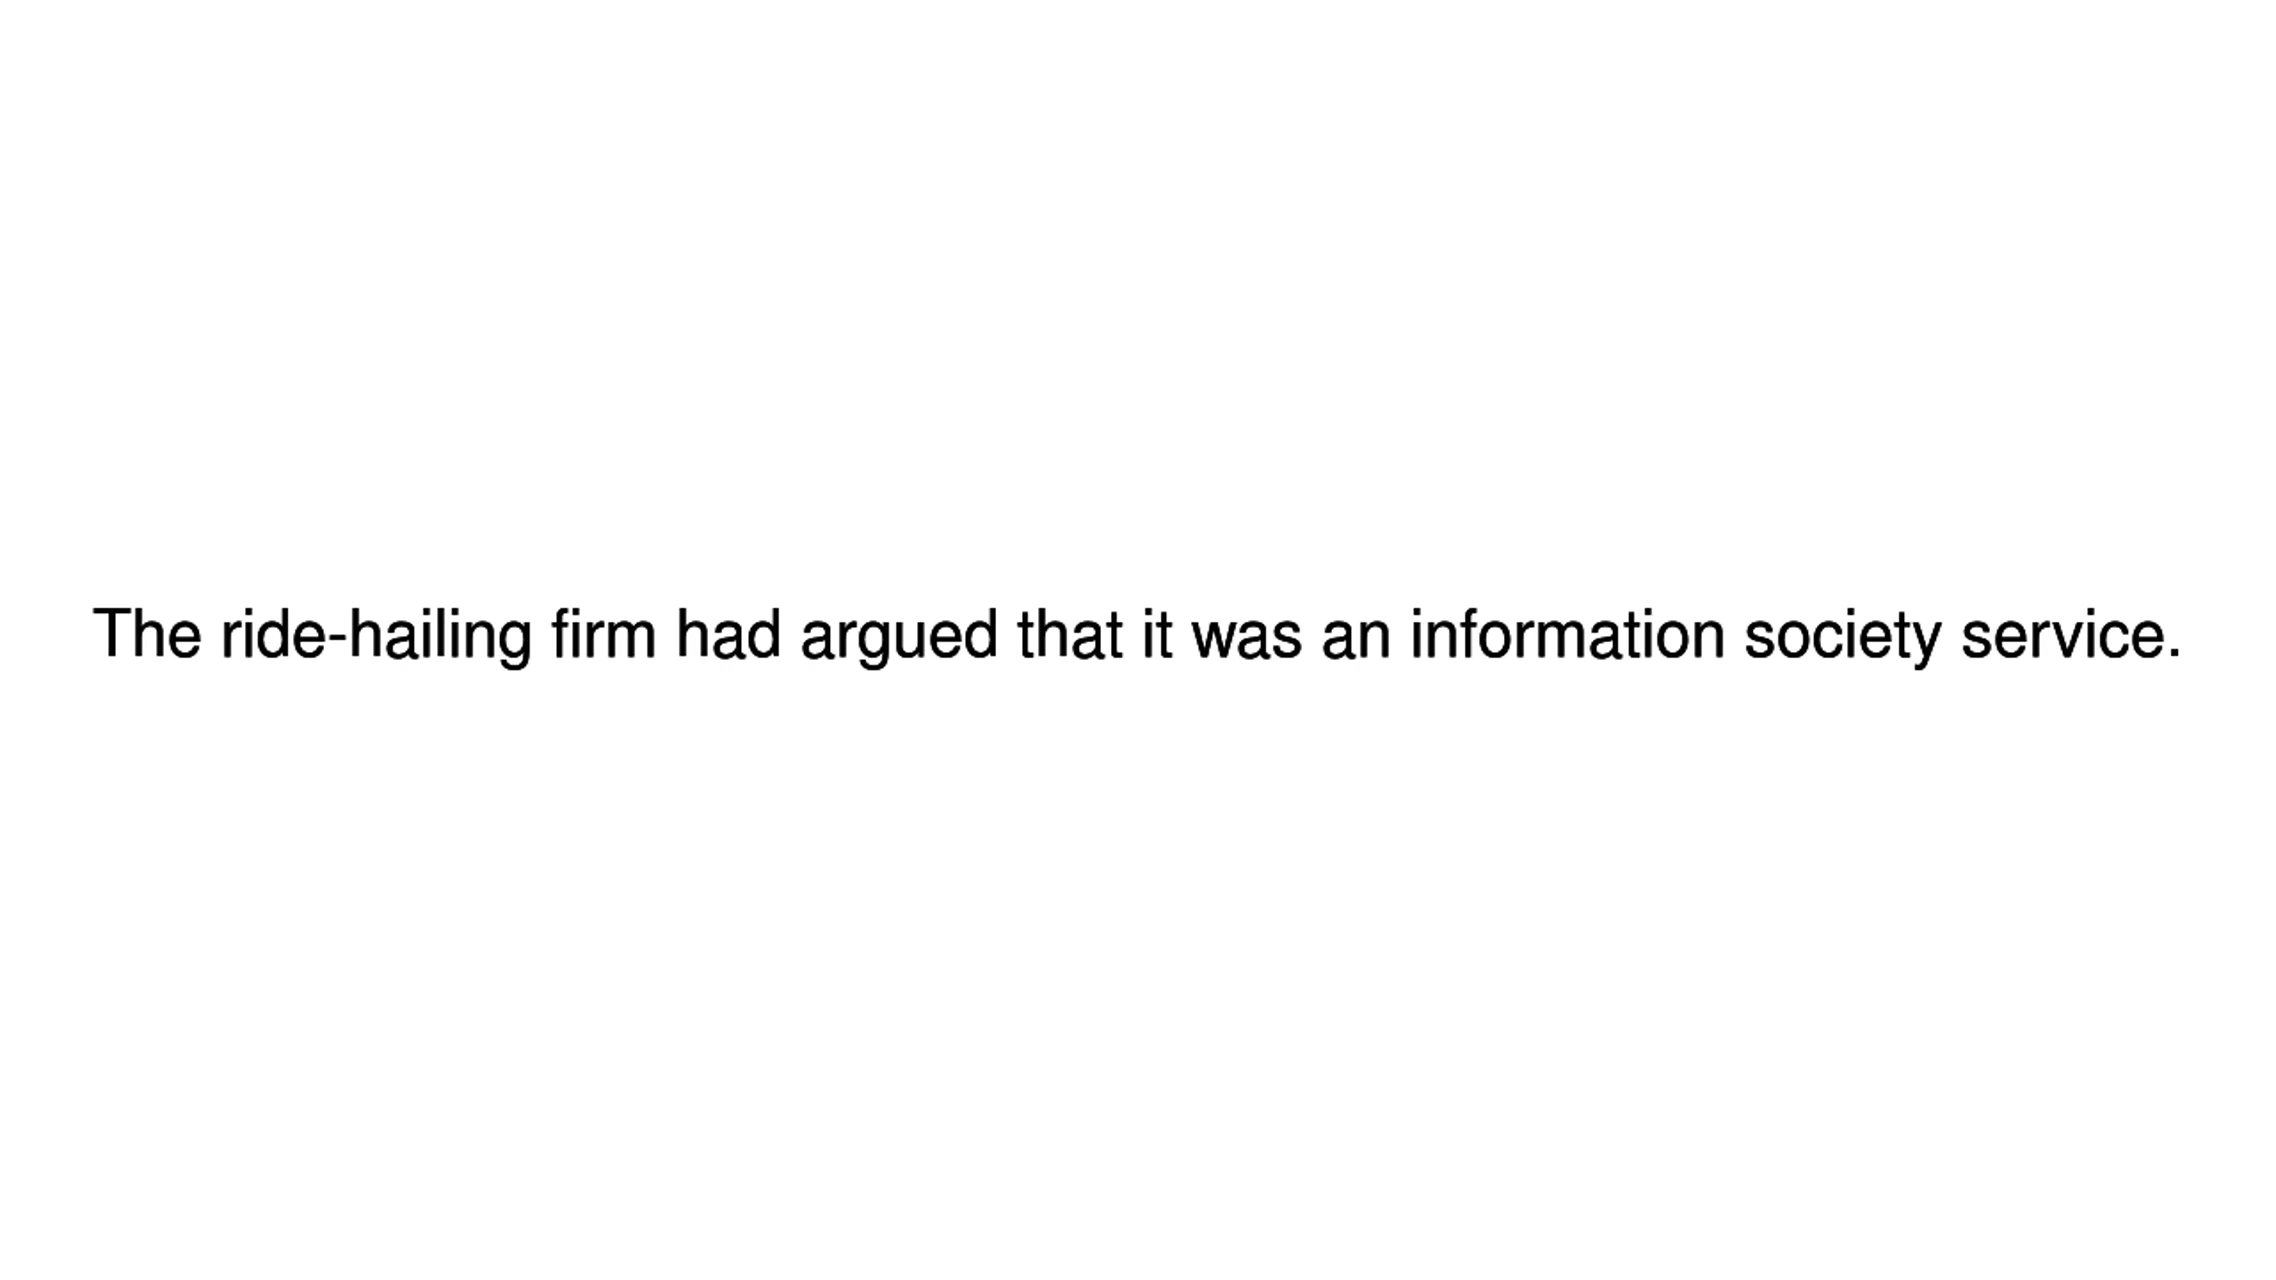 The ride-hailing firm had argued that it was an information society service.